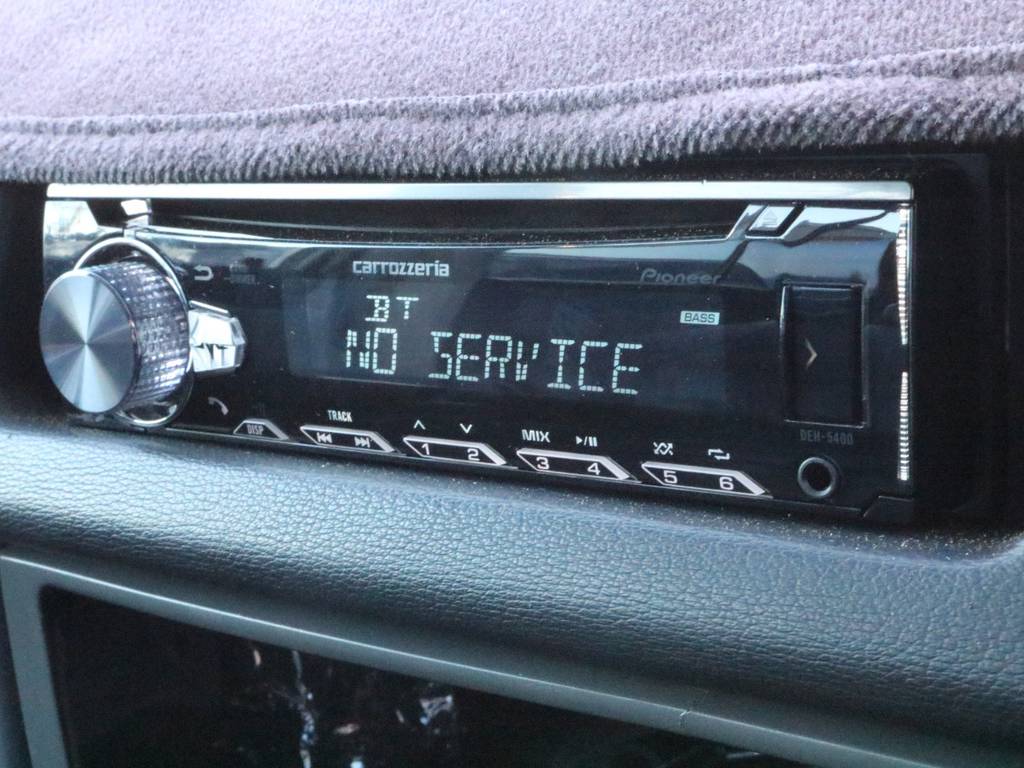 carrozzeria
Pioneer
BT
BASS
NO SERVICE
DEH-5400
DISP
TRACK
1 2
MIX
3 4
5 6